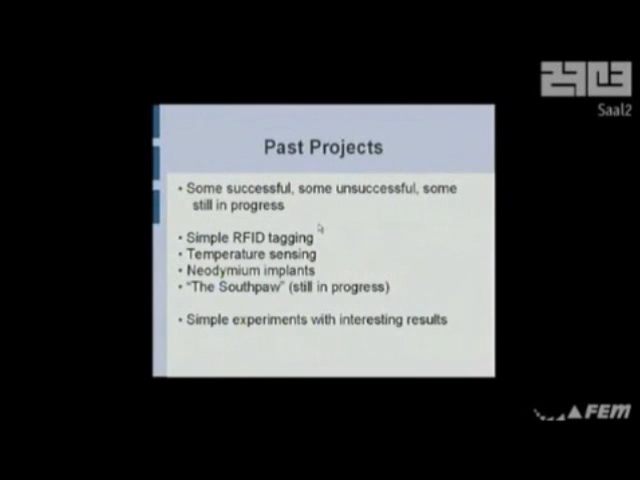 29C3
Saal2
Past Projects
• Some successful, some unsuccessful, some
still in progress
• Simple RFID tagging
• Temperature sensing
• Neodymium implants
• "The Southpaw" (still in progress)
• Simple experiments with interesting results
FEM